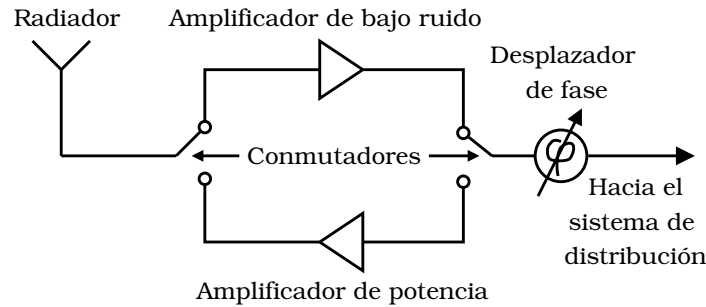 Radiador
Amplificador de bajo ruido
Desplazador
de fase
Conmutadores
φ
Hacia el
sistema de
distribución
Amplificador de potencia